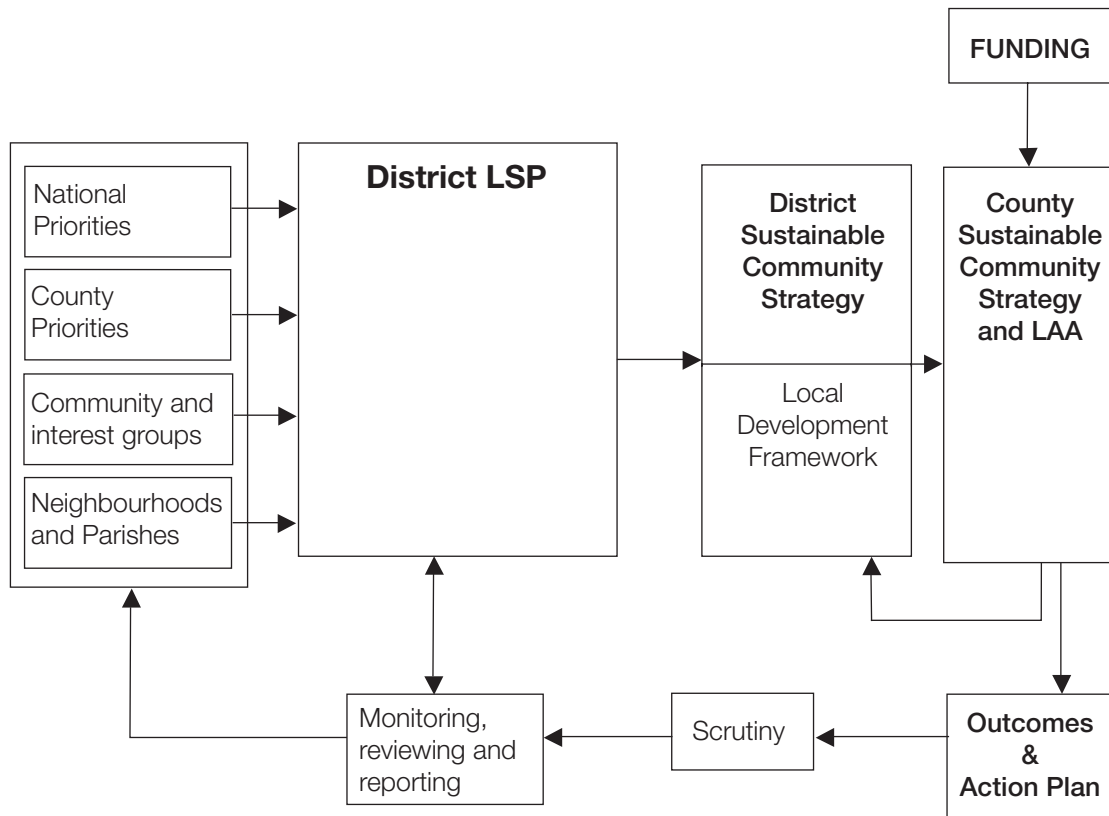 FUNDING
National
Priorities
County
Priorities
Community and
interest groups
Neighbourhoods
and Parishes
District LSP
District
Sustainable
Community
Strategy
Local
Development
Framework
County
Sustainable
Community
Strategy
and LAA
Monitoring,
reviewing and
reporting
Scrutiny
Outcomes
&
Action Plan